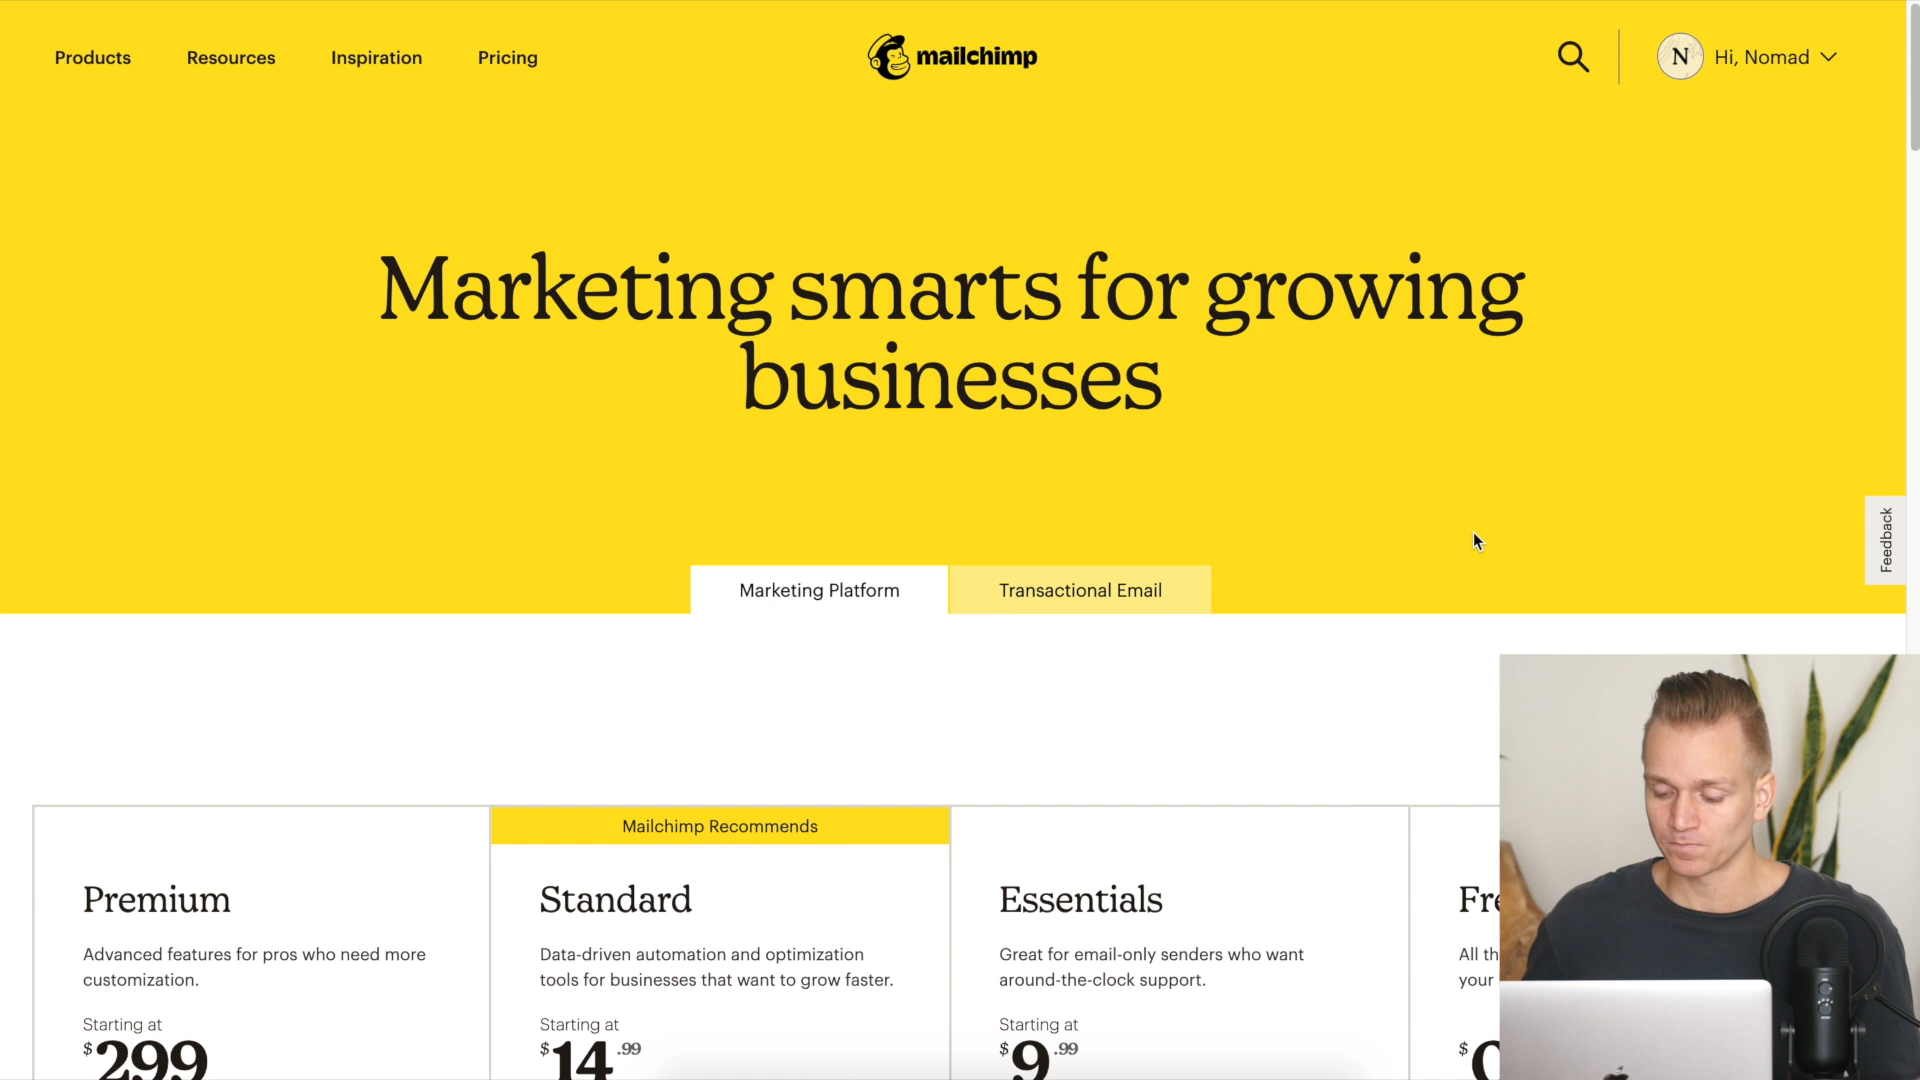 Products Resources Inspiration Pricing mailchimp N Hi, Nomad
Marketing smarts for growing
businesses
Feedback
Marketing Platform Transactional Email
Mailchimp Recommends
Premium
Advanced features for pros who need more
customization.
Starting at
$299
Standard
Data-driven automation and optimization
tools for businesses that want to grow faster.
Starting at
$14.99
Essentials
Great for email-only senders who want
around-the-clock support.
Starting at
$9.99
All
your
$0